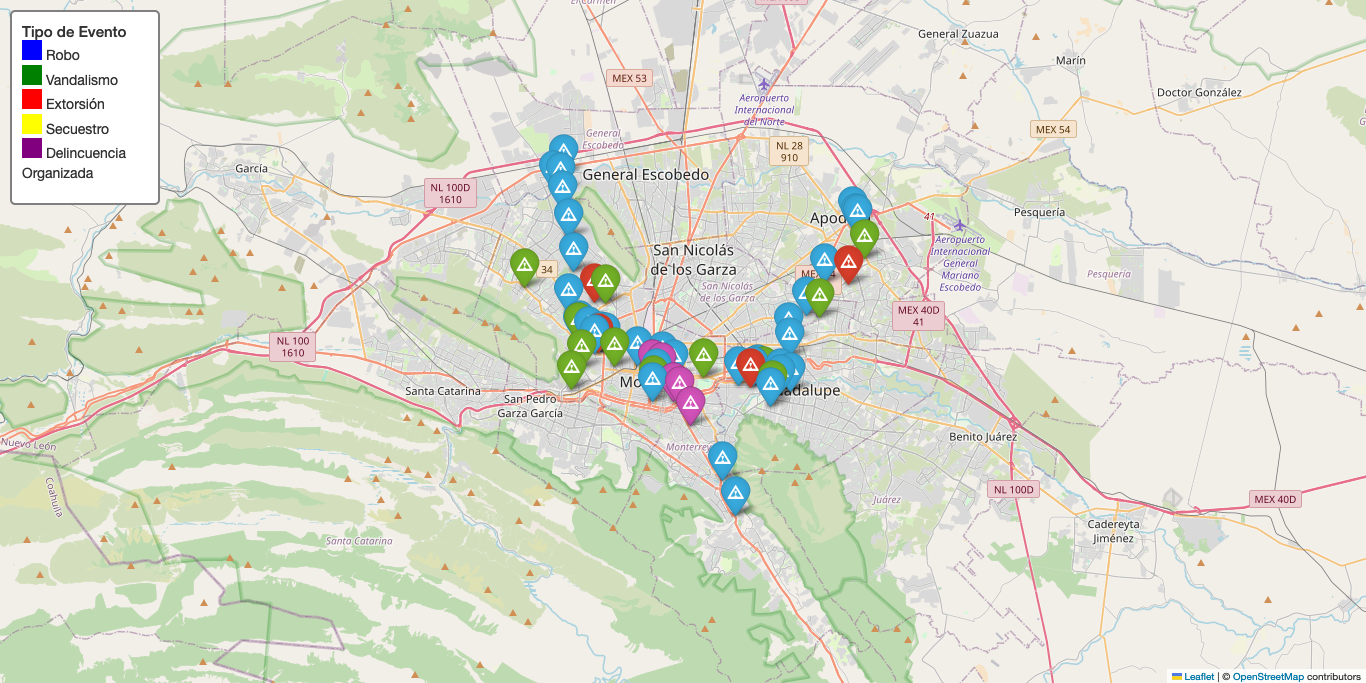 Tipo de Evento
Robo
Vandalismo
Extorsión
Secuestro
Delincuencia
Organizada
El Carmen
General Zuazua
Marín
MEX 53
Doctor González
Aeropuerto
Internacional
del Norte
MEX 54
General
Escobedo
NL 28
910
García
General Escobedo
NL 100D
1610
Apod
41
Pesquería
San Nicolás
de los Garza
Aeropuerto
Internacional
General
Mariano
Escobedo
34
MEX
Pesquería
San Nicolás
de los Garza
MEX 40D
41
NL 100
1610
Mo
Santa Catarina
San Pedro
Garza García
adalupe
Nuevo León
Monterrey
Benito Juárez
Coahuila
Juárez
NL 100D
MEX 40D
Cadereyta
Jiménez
Santa Catarina
Leaflet | © OpenStreetMap contributors